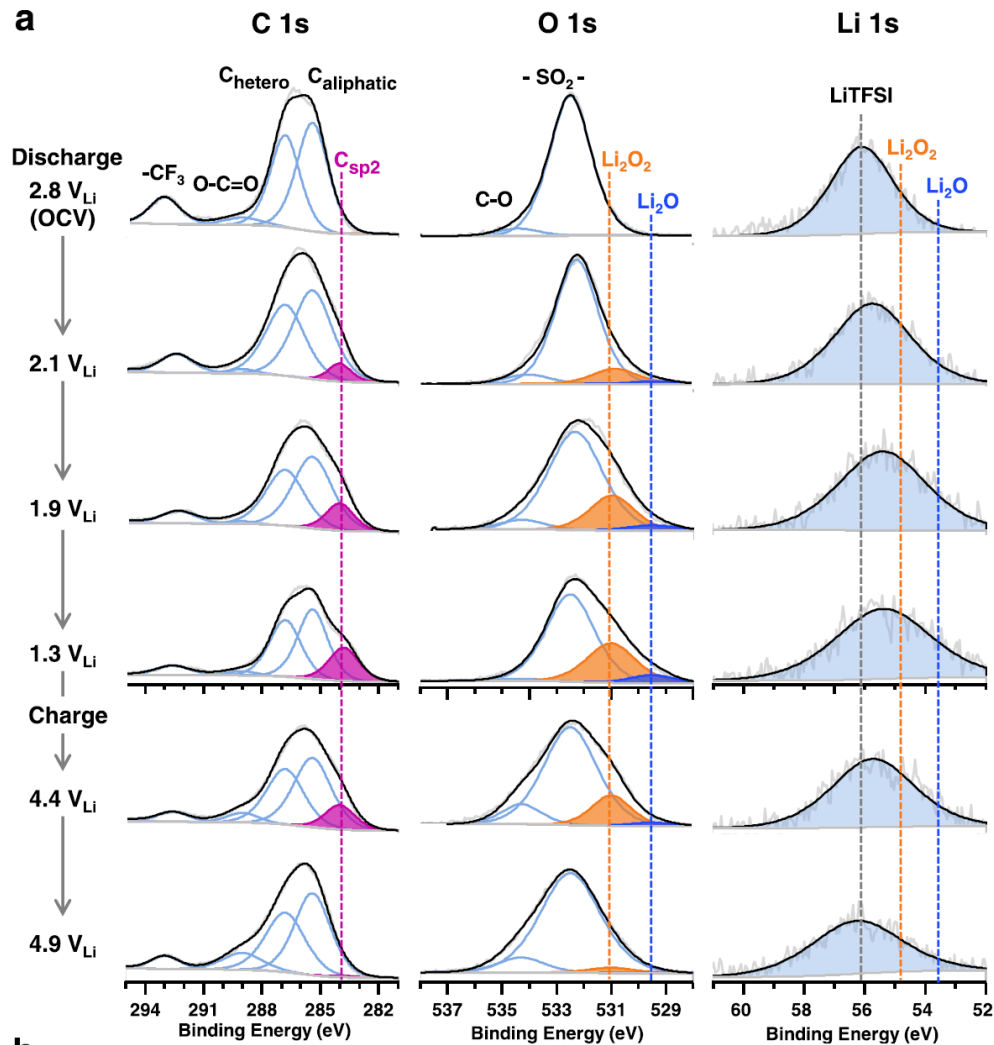 a
C 1s
O 1s
Li 1s
Discharge
2.8 VLi
(OCV)
-CF3
O-C=O
Chetero
Caliphatic
Csp2
- SO2 -
C-O
Li2O2
Li2O
LiTFSI
Li2O2
Li2O
2.1 VLi
1.9 VLi
1.3 VLi
Charge
4.4 VLi
4.9 VLi
294 291 288 285 282
Binding Energy (eV)
537 535 533 531 529
Binding Energy (eV)
60 58 56 54 52
Binding Energy (eV)